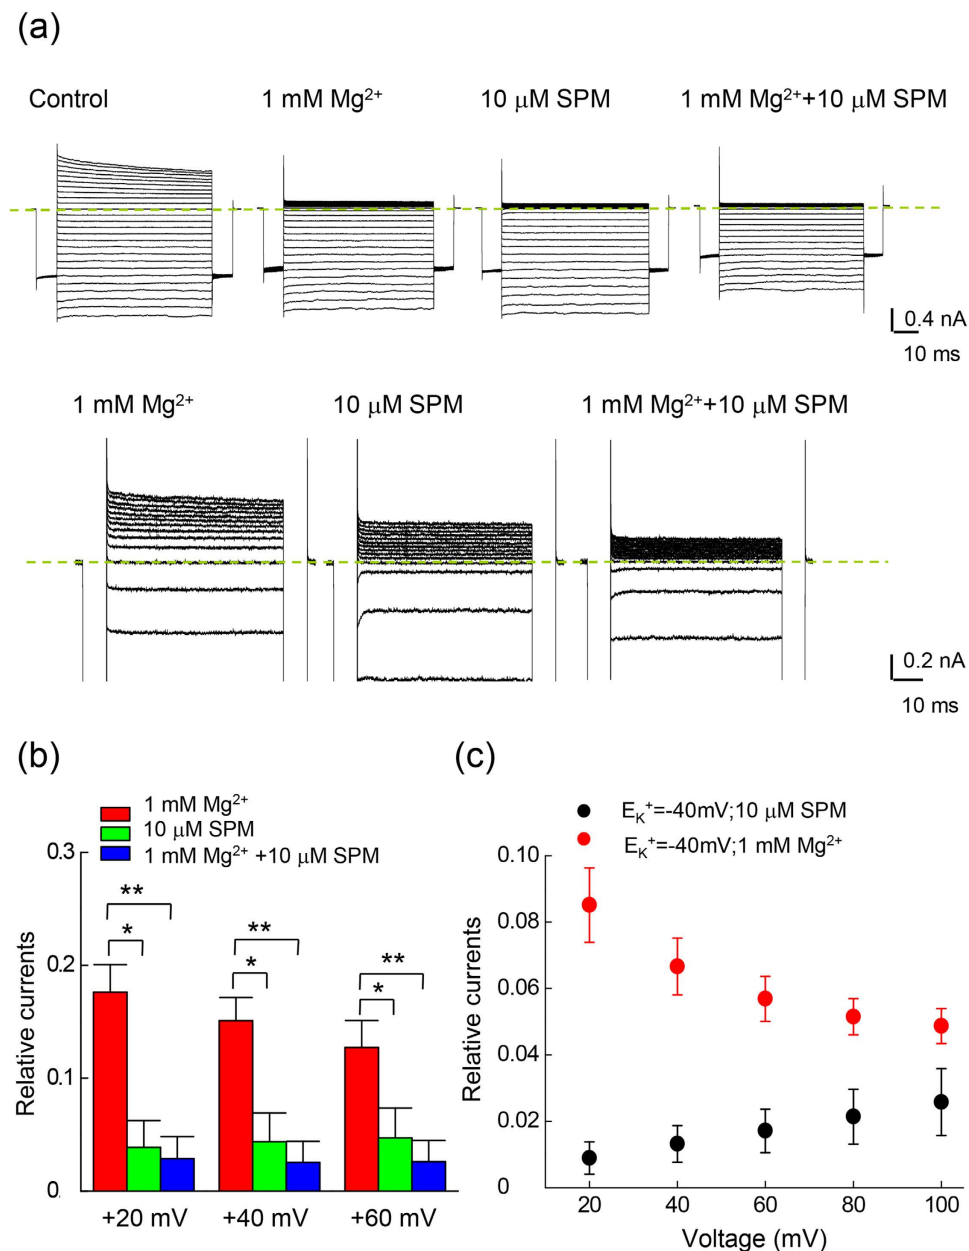 (a)
Control
1 mM Mg²⁺
10 μM SPM
1 mM Mg²⁺+10 μM SPM
0.4 nA
10 ms
1 mM Mg²⁺
10 μM SPM
1 mM Mg²⁺+10 μM SPM
0.2 nA
10 ms
(b)
1 mM Mg²⁺
10 μM SPM
1 mM Mg²⁺ +10 μM SPM
Relative currents
0.3
0.2
0.1
0.
**
*
**
*
**
*
+20 mV
+40 mV
+60 mV
(c)
E_K⁺=-40mV;10 μM SPM
E_K⁺=-40mV;1 mM Mg²⁺
Relative currents
0.10
0.08
0.06
0.04
0.02
0
20
40
60
80
100
Voltage (mV)